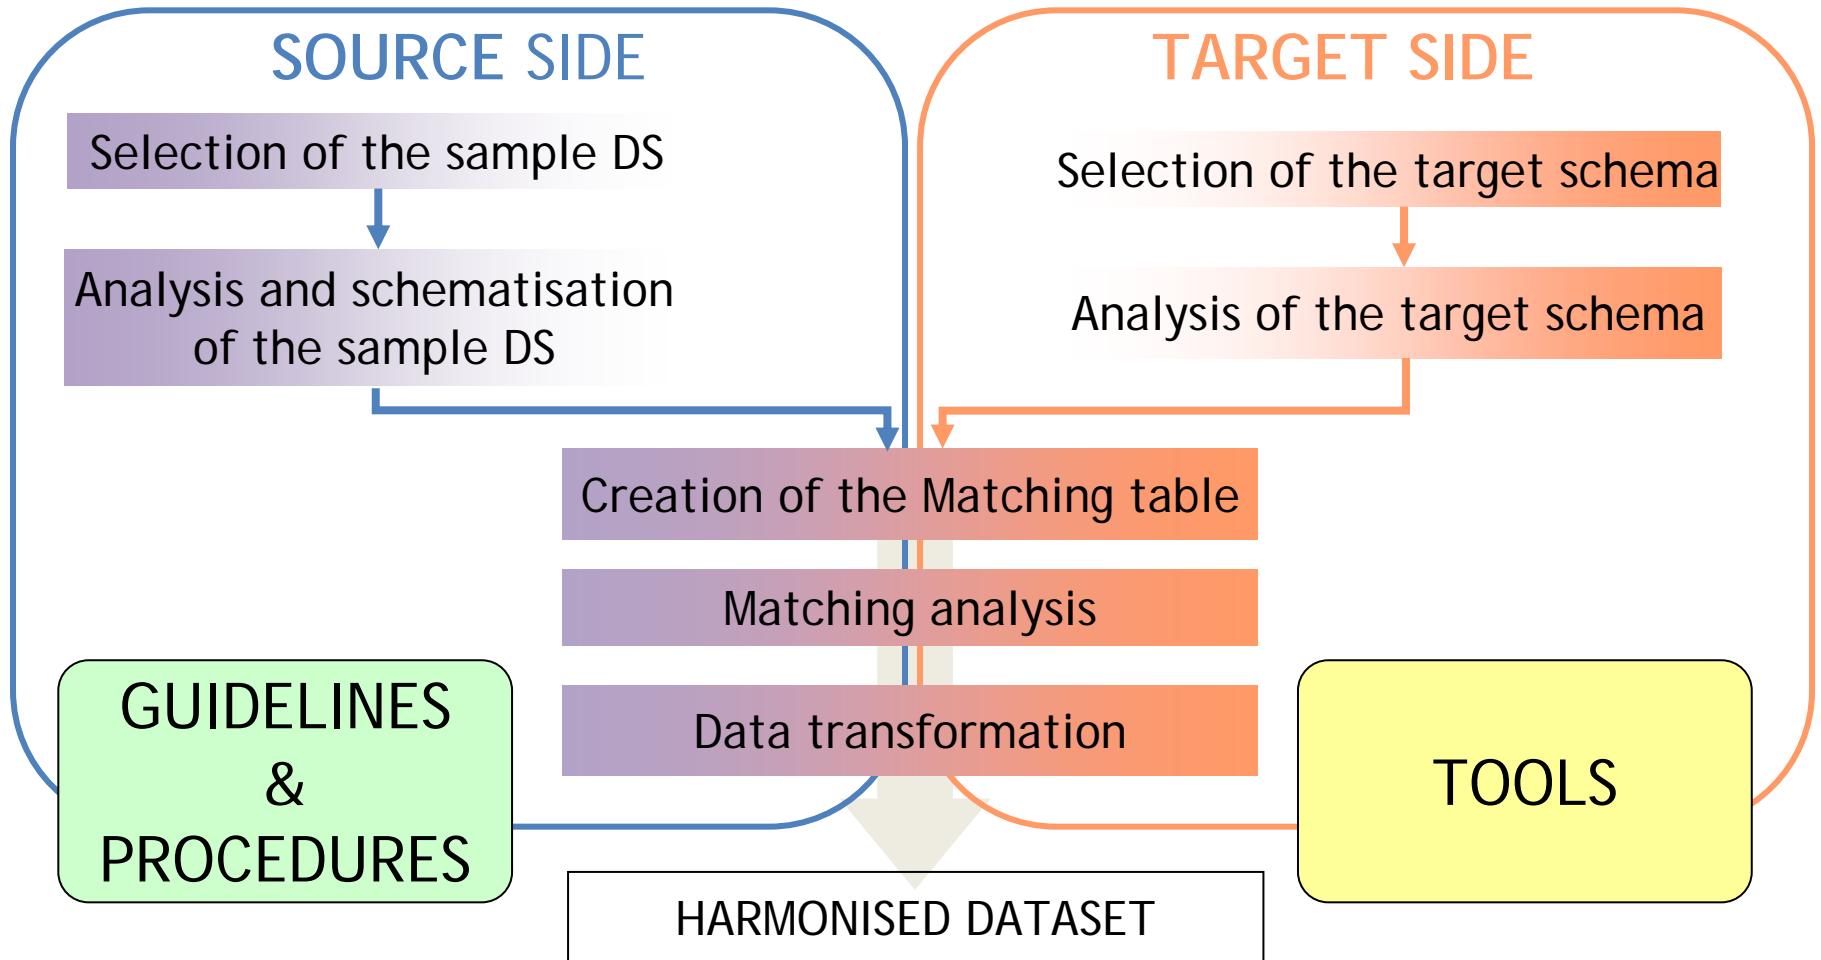 SOURCE SIDE
Selection of the sample DS
Analysis and schematisation
of the sample DS
TARGET SIDE
Selection of the target schema
Analysis of the target schema
Creation of the Matching table
Matching analysis
Data transformation
GUIDELINES
&
PROCEDURES
TOOLS
HARMONISED DATASET